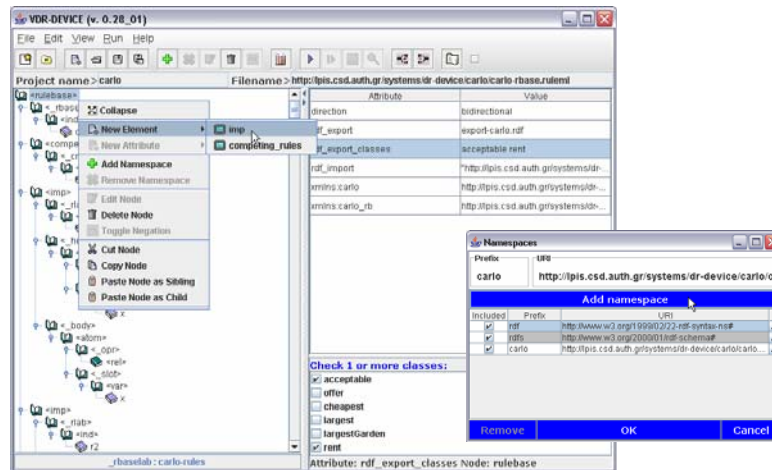 VDR-DEVICE (v. 0.28_01)
File Edit View Run Help
Project name> carlo Filename> http://lpis.csd.auth.gr/systems/dr-device/carlo/carlo-rbase.ruleml
<rulebase>
<_rbase
<ind
<compe
<_cr
<imp>
<_rla
<_he
x
<_body>
<atom>
<_opr>
<rel>
<_slot>
<var>
x
<imp>
<_rlab>
<ind>
r2
_rbaselab : carlo-rules
Collapse
New Element
New Attribute
Add Namespace
Remove Namespace
Edit Node
Delete Node
Toggle Negation
Cut Node
Copy Node
Paste Node as Sibling
Paste Node as Child
imp
competing_rules
Attribute Value
direction bidirectional
rdf_export export-carlo.rdf
rdf_export_classes acceptable rent
rdf_import "http://lpis.csd.auth.gr/systems/dr-...
xmlns:carlo http://lpis.csd.auth.gr/systems/dr-...
xmlns:carlo_rb http://lpis.csd.auth.gr/systems/dr-...
Check 1 or more classes:
acceptable
offer
cheapest
largest
largestGarden
rent
Attribute: rdf_export_classes Node: rulebase
Namespaces
Prefix URI
carlo http://lpis.csd.auth.gr/systems/dr-device/carlo/c
Add namespace
Included Prefix URI
rdf http://www.w3.org/1999/02/22-rdf-syntax-ns#
rdfs http://www.w3.org/2000/01/rdf-schema#
carlo http://lpis.csd.auth.gr/systems/dr-device/carlo/carlo...
Remove OK Cancel